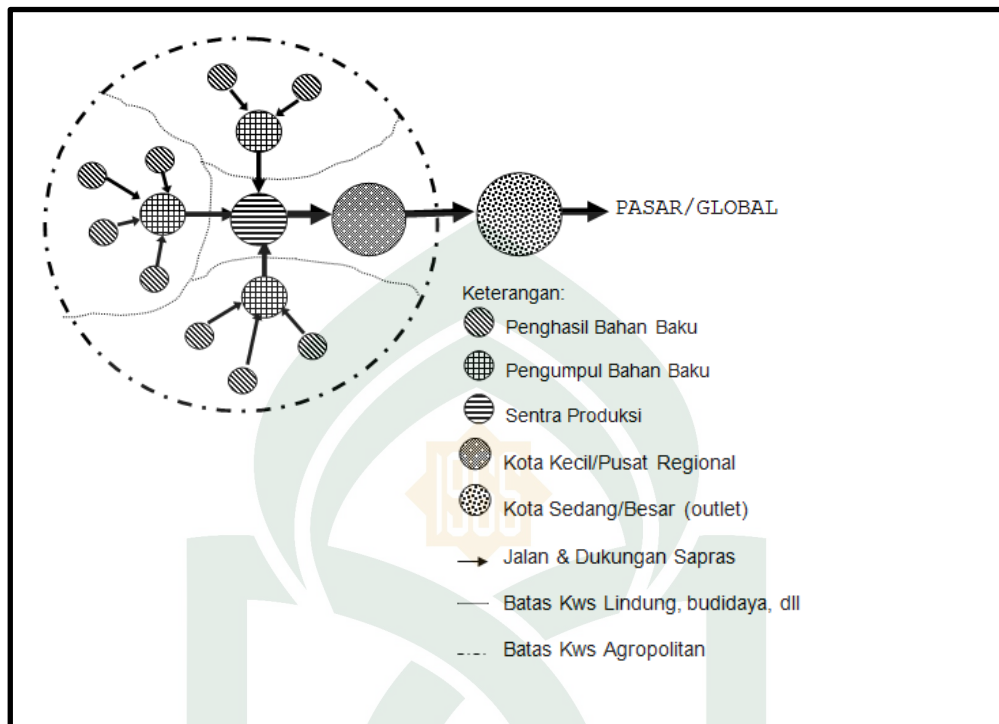 PASAR/GLOBAL
Keterangan:
Penghasil Bahan Baku
Pengumpul Bahan Baku
Sentra Produksi
Kota Kecil/Pusat Regional
Kota Sedang/Besar (outlet)
Jalan & Dukungan Sapras
Batas Kws Lindung, budidaya, dll
Batas Kws Agropolitan
1965